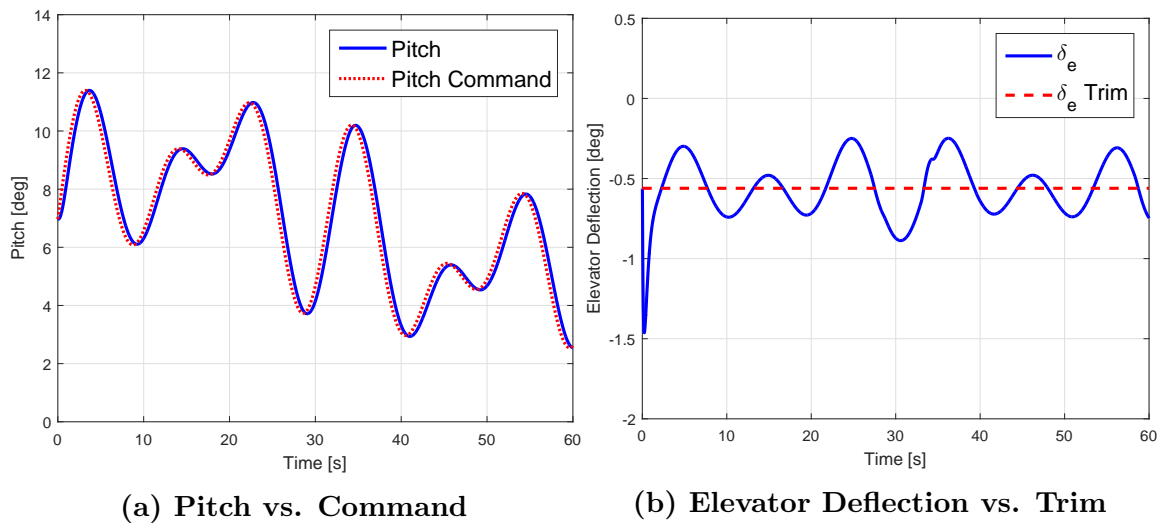 14
12
10
8
6
4
2
0
Pitch [deg]
Pitch
Pitch Command
0 10 20 30 40 50 60
Time [s]
(a) Pitch vs. Command
0.5
0
-0.5
-1
-1.5
-2
Elevator Deflection [deg]
δe
δe Trim
0 10 20 30 40 50 60
Time [s]
(b) Elevator Deflection vs. Trim